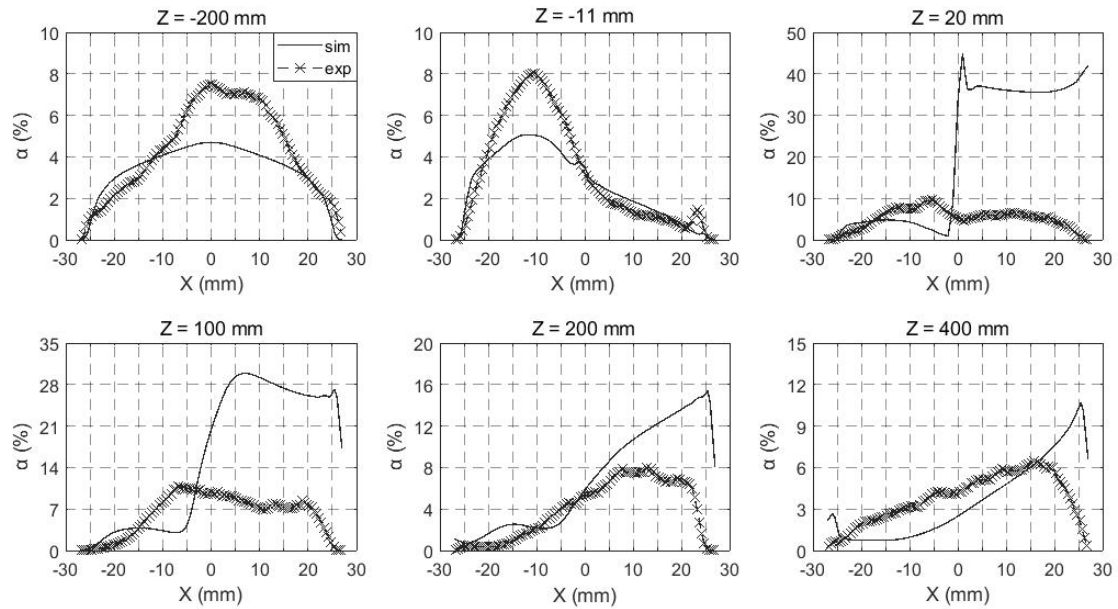 Z = -200 mm
10
8
6
4
2
0
α (%)
-30 -20 -10 0 10 20 30
X (mm)
sim
exp
Z = -11 mm
10
8
6
4
2
0
α (%)
-30 -20 -10 0 10 20 30
X (mm)
Z = 20 mm
50
40
30
20
10
0
α (%)
-30 -20 -10 0 10 20 30
X (mm)
Z = 100 mm
35
28
21
14
7
0
α (%)
-30 -20 -10 0 10 20 30
X (mm)
Z = 200 mm
20
16
12
8
4
0
α (%)
-30 -20 -10 0 10 20 30
X (mm)
Z = 400 mm
15
12
9
6
3
0
α (%)
-30 -20 -10 0 10 20 30
X (mm)